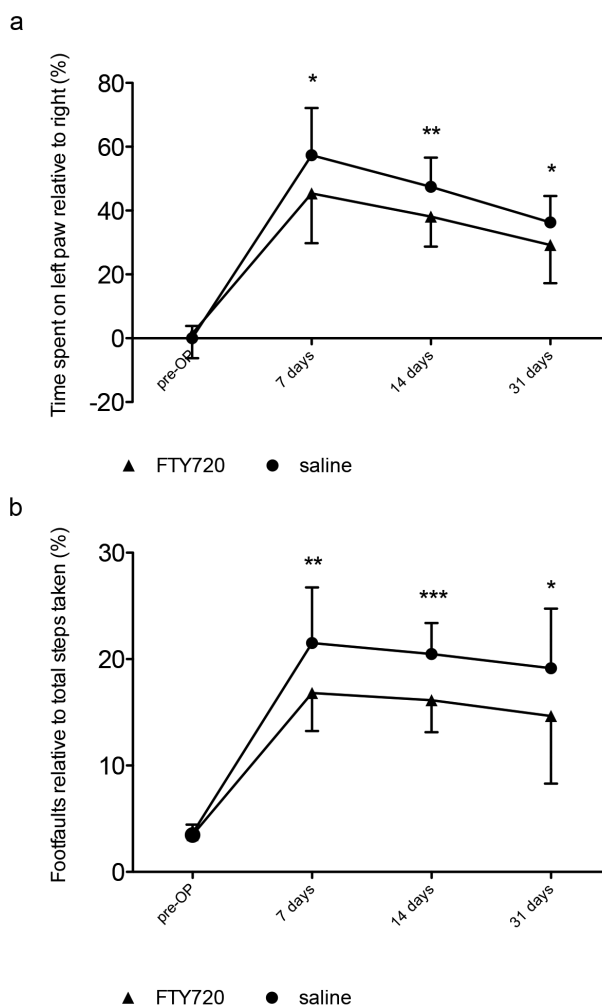 a
Time spent on left paw relative to right (%)
80
60
40
20
0
-20
*
**
*
pre-OP
7 days
14 days
31 days
FTY720
saline
b
Footfaults relative to total steps taken (%)
30
20
10
0
**
***
*
pre-OP
7 days
14 days
31 days
FTY720
saline